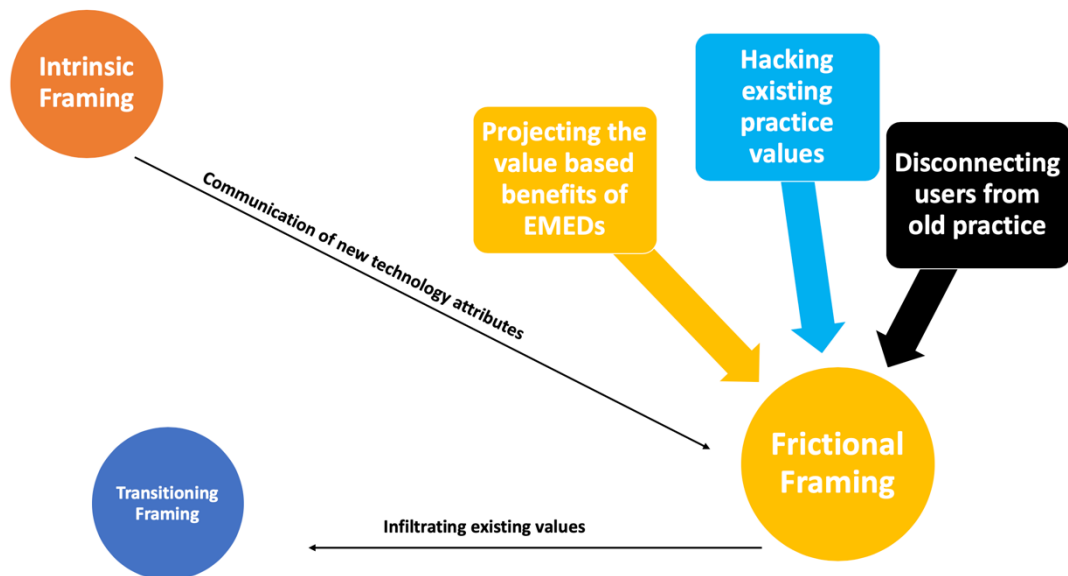 Intrinsic
Framing
Communication of new technology attributes
Projecting the
value based
benefits of
EMEDs
Hacking
existing
practice
values
Disconnecting
users from
old practice
Frictional
Framing
Infiltrating existing values
Transitioning
Framing